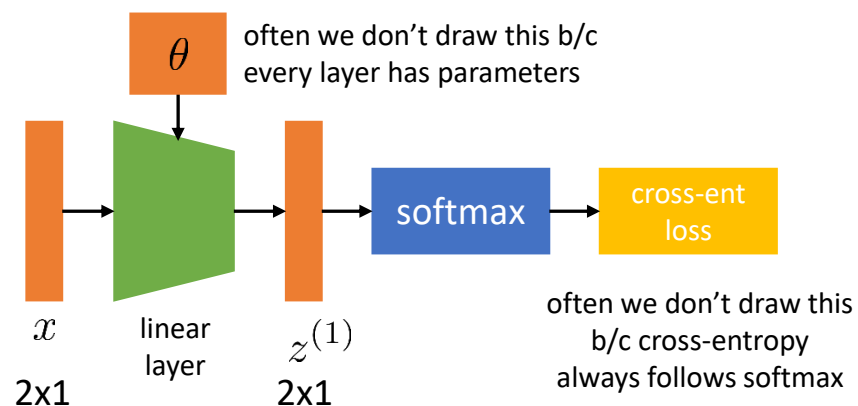 θ
often we don't draw this b/c
every layer has parameters
softmax
cross-ent
loss
x
linear
layer
z^{(1)}
2x1
2x1
often we don't draw this
b/c cross-entropy
always follows softmax